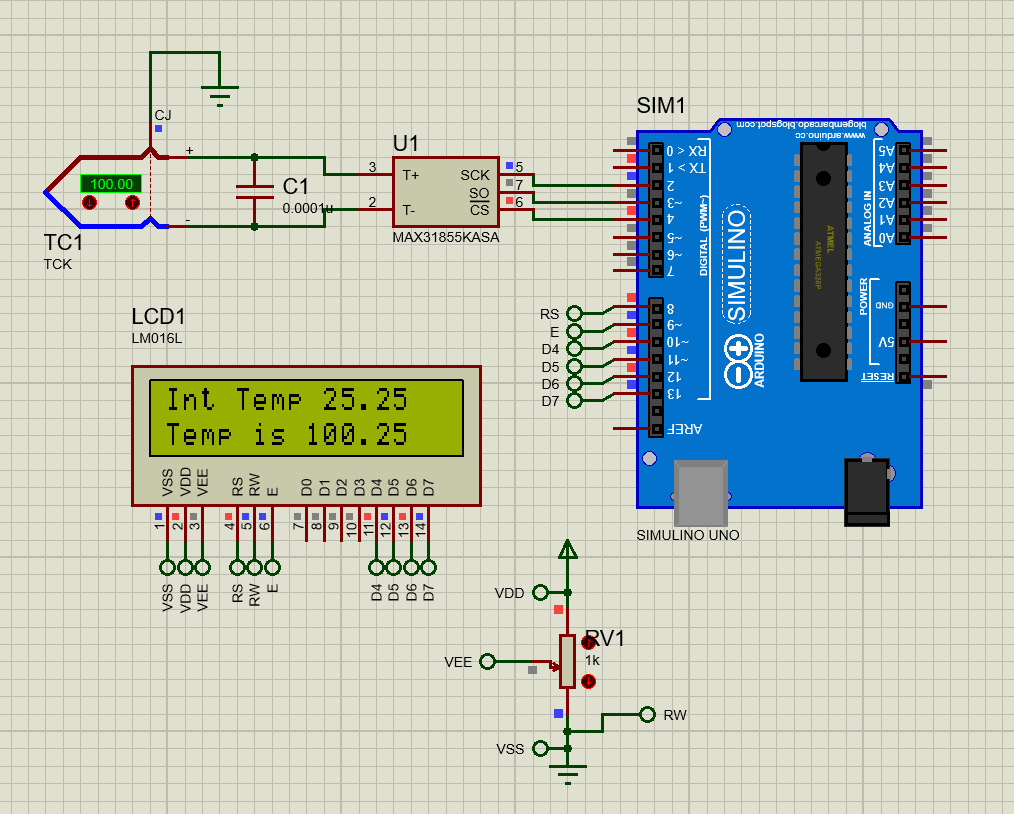 CJ
+
100.00
-
TC1
TCK
C1
0.0001u
U1
3
T+
2
T-
SCK
5
SO
7
CS
6
MAX31855KASA
SIM1
blogembarcado.blogspot.com
www.arduino.cc
RX < 0
TX > 1
2
~3
4
~5
~6
7
8
~9
~10
~11
12
13
AREF
DIGITAL (PWM~)
SIMULINO
ARDUINO
ATMEL
ATMEGA328P
A5
A4
A3
A2
A1
A0
ANALOG IN
POWER
GND
5V
RESET
SIMULINO UNO
RS
E
D4
D5
D6
D7
LCD1
LM016L
Int Temp 25.25
Temp is 100.25
VSS VDD VEE RS RW E D0 D1 D2 D3 D4 D5 D6 D7
1 2 3 4 5 6 7 8 9 10 11 12 13 14
VSS VDD VEE RS RW E D4 D5 D6 D7
VDD
RV1
1k
VEE
RW
VSS